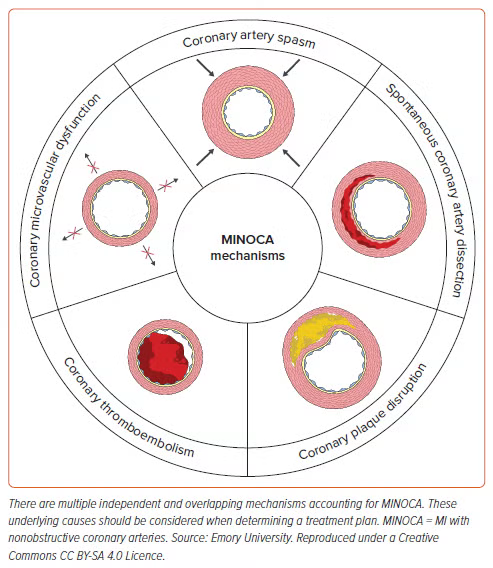 Coronary artery spasm
Spontaneous coronary artery dissection
Coronary plaque disruption
Coronary thromboembolism
Coronary microvascular dysfunction
MINOCA
mechanisms
There are multiple independent and overlapping mechanisms accounting for MINOCA. These
underlying causes should be considered when determining a treatment plan. MINOCA = MI with
nonobstructive coronary arteries. Source: Emory University. Reproduced under a Creative
Commons CC BY-SA 4.0 Licence.